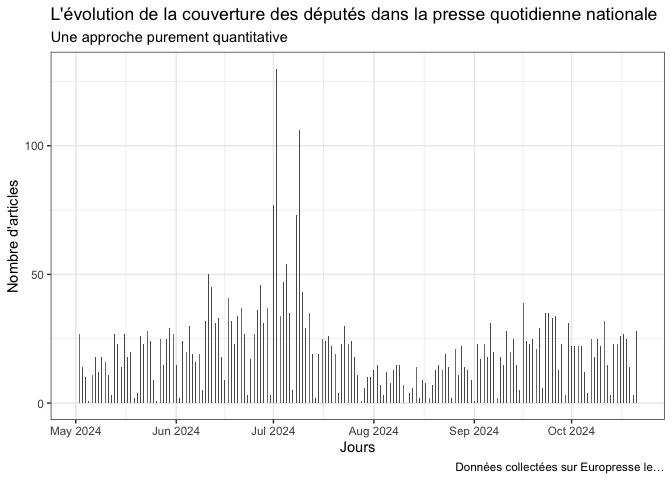 L'évolution de la couverture des députés dans la presse quotidienne nationale
Une approche purement quantitative
Nombre d'articles
100
50
0
May 2024 Jun 2024 Jul 2024 Aug 2024 Sep 2024 Oct 2024
Jours
Données collectées sur Europresse le…